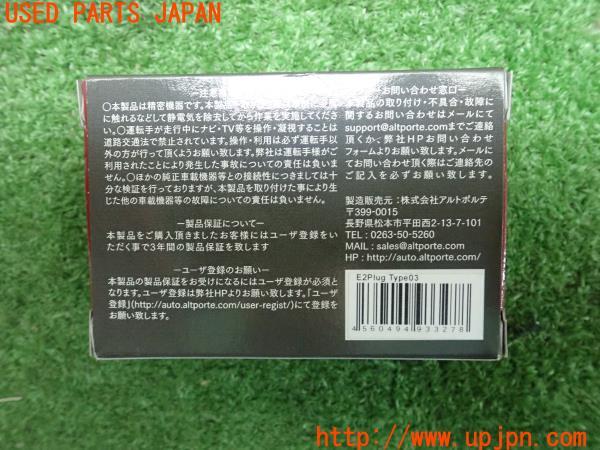 USED PARTS JAPAN
ー注意
〇本製品は精密機器です。本製品
に触れるなどして静電気を除去してから作業を実施してくださ
い。〇運転手が走行中にナビ・TV等を操作・凝視することは
道路交通法で禁止されています。操作・利用は必ず運転手以
外の方が行って頂くようお願い致します。弊社は運転手様がご
利用されたことにより発生した事故についての責任は負いま
せん。〇ほかの純正車載機器等との接続性につきましては十
分な検証を行っておりますが、本製品を取り付けた事により生
じた他の車載機器等の故障についての責任は負いません。
ー製品保証についてー
本製品をご購入頂きましたお客様にはユーザ登録をい
ただく事で3年間の製品保証を致します
ーユーザ登録のお願いー
本製品の製品保証をお受けになるにはユーザ登録が必須と
なります。ユーザ登録は弊社HPよりお願い致します。「ユーザ
登録」(http://auto.altporte.com/user-regist/)にて登録を
お願い致します。
お問い合わせ窓口ー
本製品の取り付け・不具合・故障に
関するお問い合わせはメールにて
support@altporte.comまでご連絡
頂くか、弊社HPお問い合わせ
フォームよりお願い致します。メールに
てお問い合わせ頂く際はご連絡先の
ご記入を必ずお願い致します。
製造販売元：株式会社アルトポルテ
〒399-0015
長野県松本市平田西2-13-7-101
TEL：0263-50-5260
MAIL：sales@altporte.com
HP：http://auto.altporte.com/
E2Plug Type03
4560494933278
UPJ
http://www.upjpn.com/